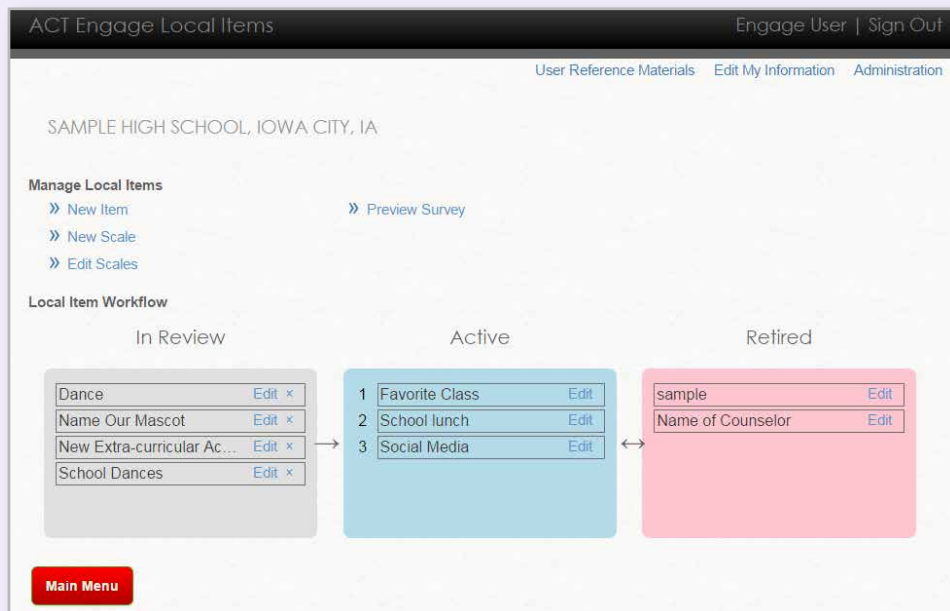 ACT Engage Local Items Engage User | Sign Out
User Reference Materials Edit My Information Administration
SAMPLE HIGH SCHOOL, IOWA CITY, IA
Manage Local Items
» New Item » Preview Survey
» New Scale
» Edit Scales
Local Item Workflow
In Review Active Retired
Dance Edit × 1 Favorite Class Edit sample Edit
Name Our Mascot Edit × 2 School lunch Edit Name of Counselor Edit
New Extra-curricular Ac... Edit × → 3 Social Media Edit ↔
School Dances Edit ×
Main Menu